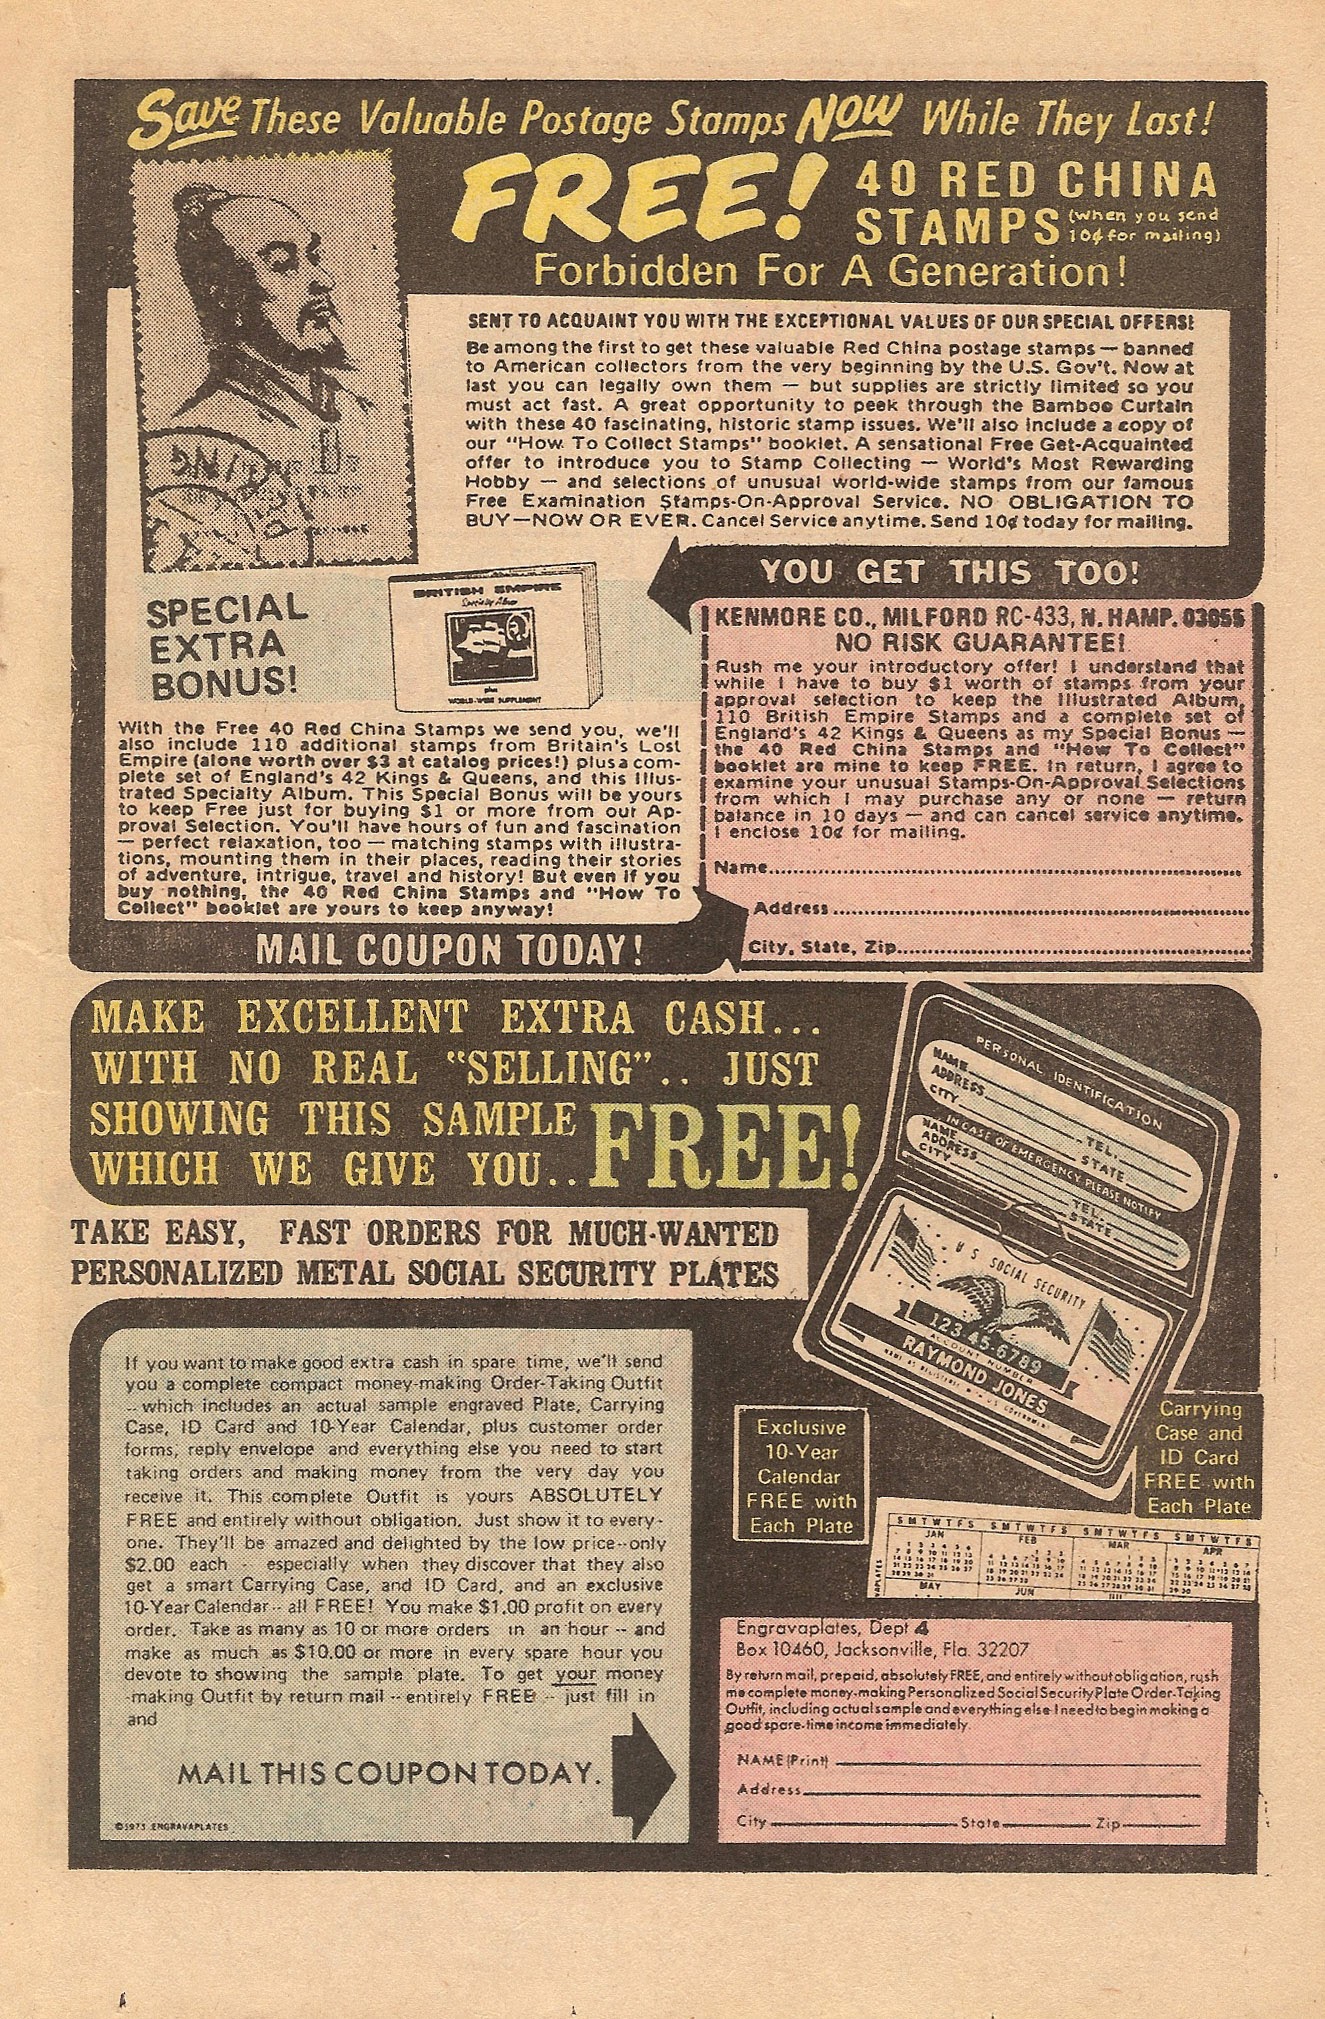 Save These Valuable Postage Stamps NOW While They Last!
FREE! 40 RED CHINA
STAMPS (when you send
10¢ for mailing)
Forbidden For A Generation!
SENT TO ACQUAINT YOU WITH THE EXCEPTIONAL VALUES OF OUR SPECIAL OFFERS!
Be among the first to get these valuable Red China postage stamps — banned
to American collectors from the very beginning by the U.S. Gov't. Now at
last you can legally own them — but supplies are strictly limited so you
must act fast. A great opportunity to peek through the Bamboo Curtain
with these 40 fascinating, historic stamp issues. We'll also include a copy of
our "How To Collect Stamps" booklet. A sensational Free Get-Acquainted
offer to introduce you to Stamp Collecting — World's Most Rewarding
Hobby — and selections of unusual world-wide stamps from our famous
Free Examination Stamps-On-Approval Service. NO OBLIGATION TO
BUY—NOW OR EVER. Cancel Service anytime. Send 10¢ today for mailing.
YOU GET THIS TOO!
SPECIAL
EXTRA
BONUS!
BRITISH EMPIRE
Specialty Album
plus
WORLD-WIDE SUPPLEMENT
With the Free 40 Red China Stamps we send you, we'll
also include 110 additional stamps from Britain's Lost
Empire (alone worth over $3 at catalog prices!) plus a com-
plete set of England's 42 Kings & Queens, and this Illus-
trated Specialty Album. This Special Bonus will be yours
to keep Free just for buying $1 or more from our Ap-
proval Selection. You'll have hours of fun and fascination
— perfect relaxation, too — matching stamps with illustra-
tions, mounting them in their places, reading their stories
of adventure, intrigue, travel and history! But even if you
buy nothing, the 40 Red China Stamps and "How To
Collect" booklet are yours to keep anyway!
MAIL COUPON TODAY!
KENMORE CO., MILFORD RC-433, N. HAMP. 03055
NO RISK GUARANTEE!
Rush me your introductory offer! I understand that
while I have to buy $1 worth of stamps from your
approval selection to keep the Illustrated Album,
110 British Empire Stamps and a complete set of
England's 42 Kings & Queens as my Special Bonus —
the 40 Red China Stamps and "How To Collect"
booklet are mine to keep FREE. In return, I agree to
examine your unusual Stamps-On-Approval Selections
from which I may purchase any or none — return
balance in 10 days — and can cancel service anytime.
I enclose 10¢ for mailing.
Name
Address
City, State, Zip
MAKE EXCELLENT EXTRA CASH...
WITH NO REAL "SELLING".. JUST
SHOWING THIS SAMPLE
WHICH WE GIVE YOU.. FREE!
TAKE EASY, FAST ORDERS FOR MUCH-WANTED
PERSONALIZED METAL SOCIAL SECURITY PLATES
PERSONAL IDENTIFICATION
NAME
ADDRESS TEL.
CITY STATE
IN CASE OF EMERGENCY PLEASE NOTIFY
NAME
ADDRESS TEL.
CITY STATE
U S SOCIAL SECURITY
123-45-6789
ACCOUNT NUMBER
RAYMOND JONES
NAME AS REGISTERED WITH U.S. GOVERNMENT
If you want to make good extra cash in spare time, we'll send
you a complete compact money-making Order-Taking Outfit
-- which includes an actual sample engraved Plate, Carrying
Case, ID Card and 10-Year Calendar, plus customer order
forms, reply envelope and everything else you need to start
taking orders and making money from the very day you
receive it. This complete Outfit is yours ABSOLUTELY
FREE and entirely without obligation. Just show it to every-
one. They'll be amazed and delighted by the low price--only
$2.00 each -- especially when they discover that they also
get a smart Carrying Case, and ID Card, and an exclusive
10-Year Calendar -- all FREE! You make $1.00 profit on every
order. Take as many as 10 or more orders in an hour -- and
make as much as $10.00 or more in every spare hour you
devote to showing the sample plate. To get your money
-making Outfit by return mail -- entirely FREE -- just fill in
and
MAIL THIS COUPON TODAY.
©1973 ENGRAVAPLATES
Exclusive
10-Year
Calendar
FREE with
Each Plate
Carrying
Case and
ID Card
FREE with
Each Plate
S M T W T F S S M T W T F S S M T W T F S S M T W T F S
JAN FEB MAR APR
MAY JUN
Engravaplates, Dept 4
Box 10460, Jacksonville, Fla. 32207
By return mail, prepaid, absolutely FREE, and entirely without obligation, rush
me complete money-making Personalized Social Security Plate Order-Taking
Outfit, including actual sample and everything else I need to begin making a
good spare-time income immediately.
NAME (Print)
Address
City State Zip